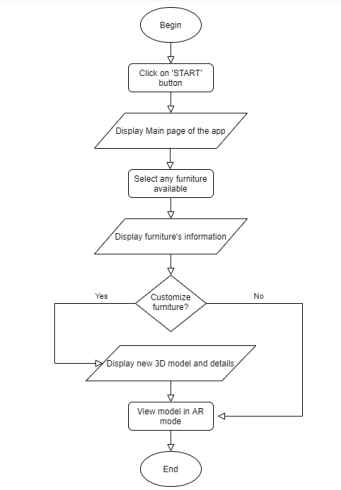 Begin
Click on 'START'
button
Display Main page of the app
Select any furniture
available
Display furniture's information
Customize
furniture?
Yes
No
Display new 3D model and details
View model in AR
mode
End